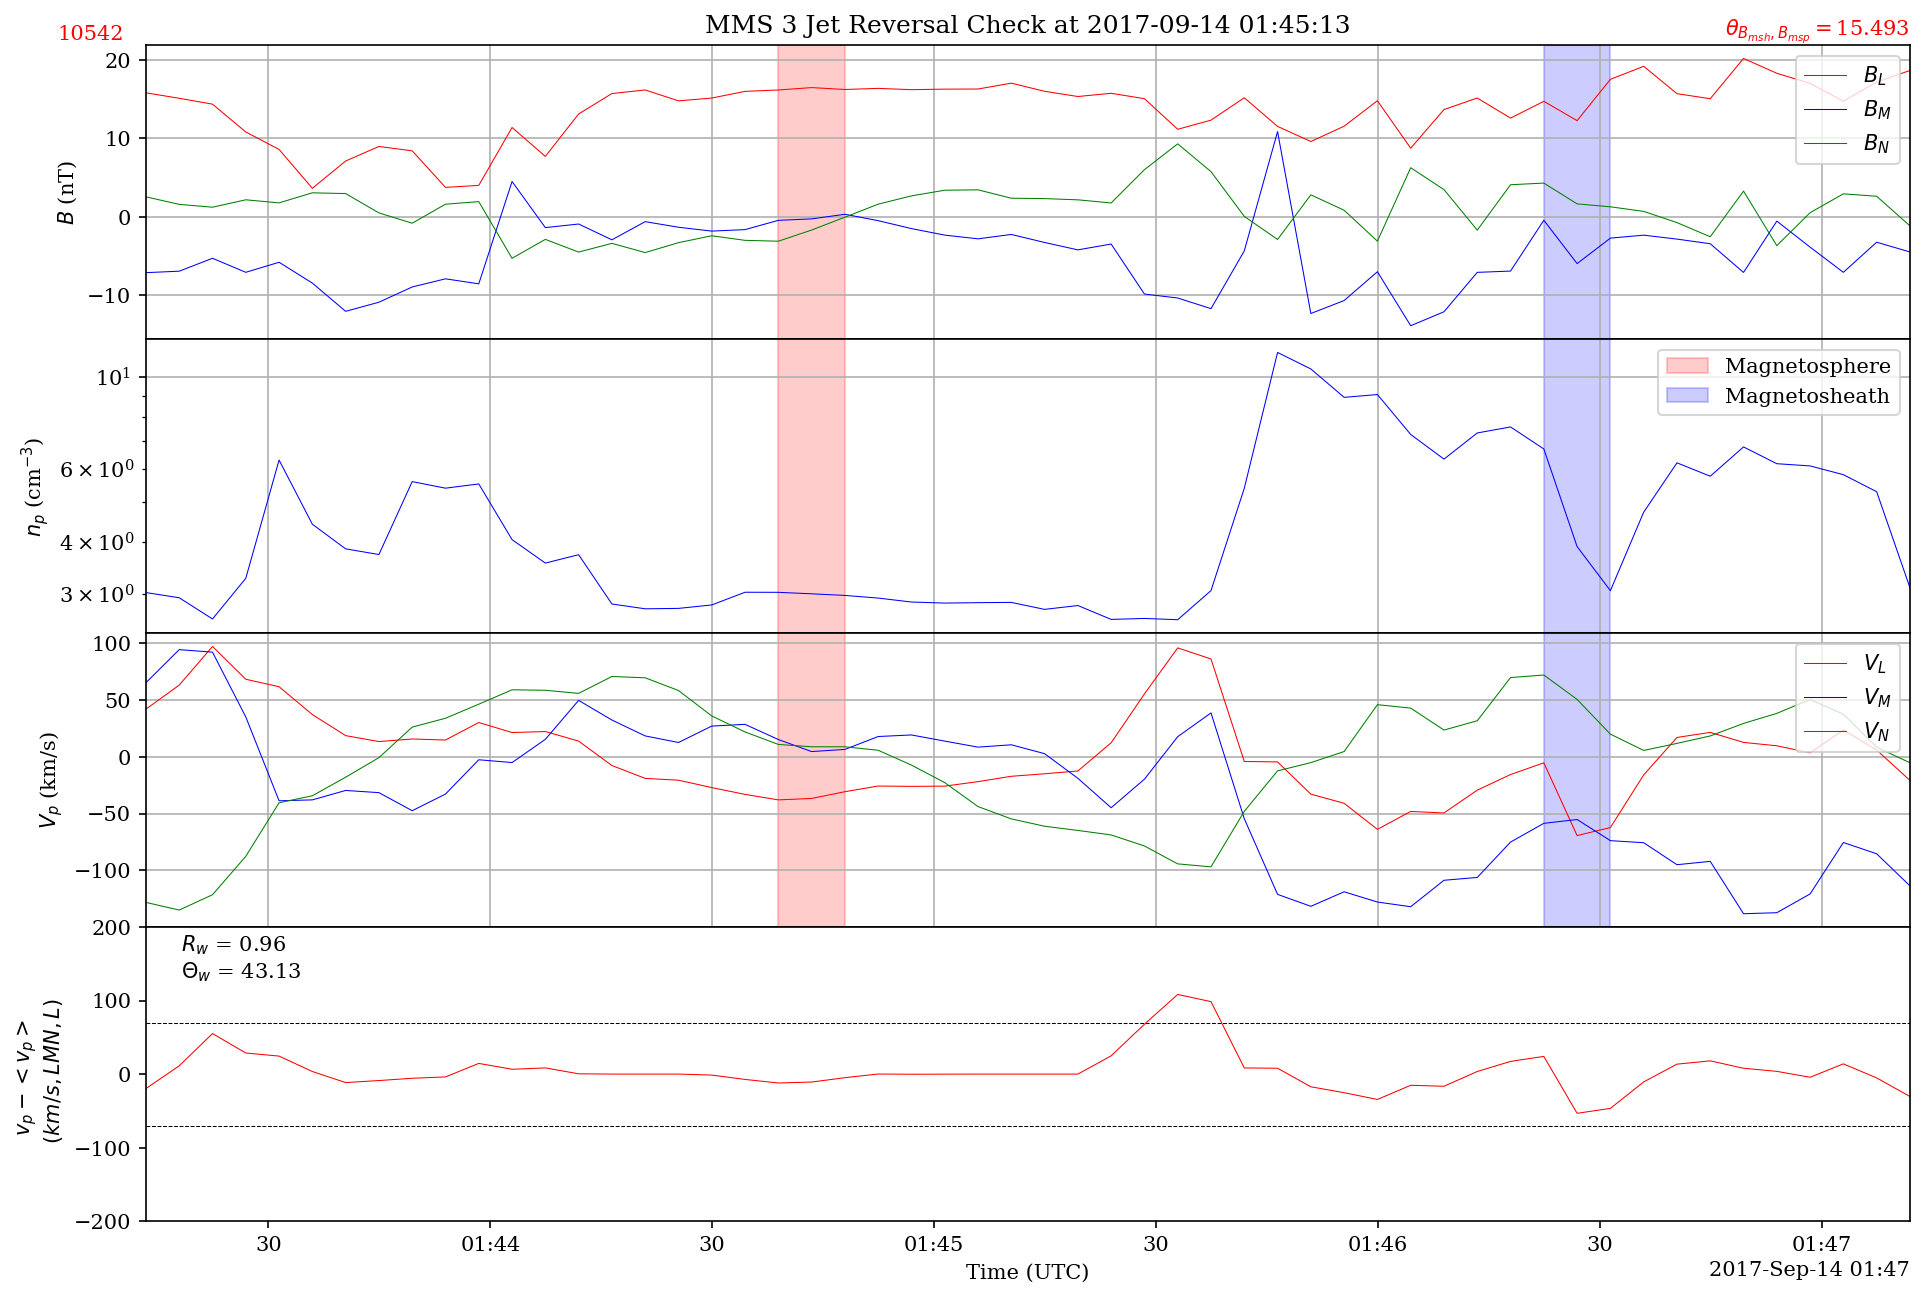 MMS 3 Jet Reversal Check at 2017-09-14 01:45:13
10542
θ_{B_{msh}, B_{msp}} = 15.493
20
10
0
−10
B (nT)
B_L
B_M
B_N
10^1
6 × 10^0
4 × 10^0
3 × 10^0
n_p (cm^{−3})
Magnetosphere
Magnetosheath
100
50
0
−50
−100
V_p (km/s)
V_L
V_M
V_N
200
100
0
−100
−200
v_p − < v_p >
(km/s, LMN, L)
R_w = 0.96
Θ_w = 43.13
30
01:44
30
01:45
30
01:46
30
01:47
Time (UTC)
2017-Sep-14 01:47